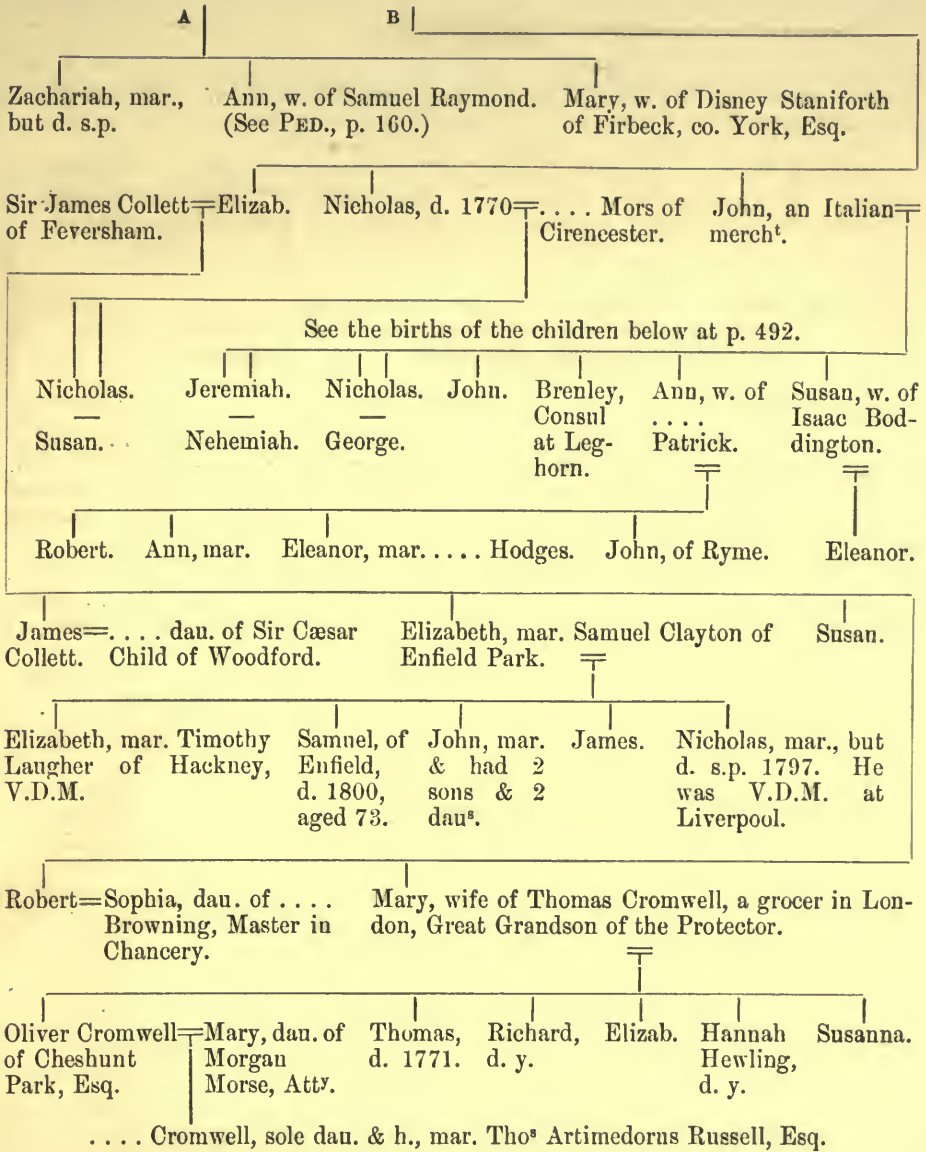 A B
Zachariah, mar., but d. s.p.
Ann, w. of Samuel Raymond. (See PED., p. 160.)
Mary, w. of Disney Staniforth of Firbeck, co. York, Esq.
Sir James Collett=Elizab. Nicholas, d. 1770=. . . . Mors of John, an Italian=
of Feversham. Cirencester. mercht.
See the births of the children below at p. 492.
Nicholas. Jeremiah. Nicholas. John. Brenley, Ann, w. of Susan, w. of
— — — Consul . . . . Isaac Bod-
Susan. Nehemiah. George. at Leg- Patrick. dington.
horn. = =
Robert. Ann, mar. Eleanor, mar. . . . . Hodges. John, of Ryme. Eleanor.
James=. . . . dau. of Sir Cæsar Elizabeth, mar. Samuel Clayton of Susan.
Collett. Child of Woodford. Enfield Park. =
Elizabeth, mar. Timothy Samuel, of John, mar. James. Nicholas, mar., but
Laugher of Hackney, Enfield, & had 2 d. s.p. 1797. He
V.D.M. d. 1800, sons & 2 was V.D.M. at
aged 73. daus. Liverpool.
Robert=Sophia, dau. of . . . . Mary, wife of Thomas Cromwell, a grocer in Lon-
Browning, Master in don, Great Grandson of the Protector.
Chancery. =
Oliver Cromwell=Mary, dau. of Thomas, Richard, Elizab. Hannah Susanna.
of Cheshunt Morgan d. 1771. d. y. Hewling,
Park, Esq. Morse, Atty. d. y.
. . . . Cromwell, sole dau. & h., mar. Thos Artimedorus Russell, Esq.